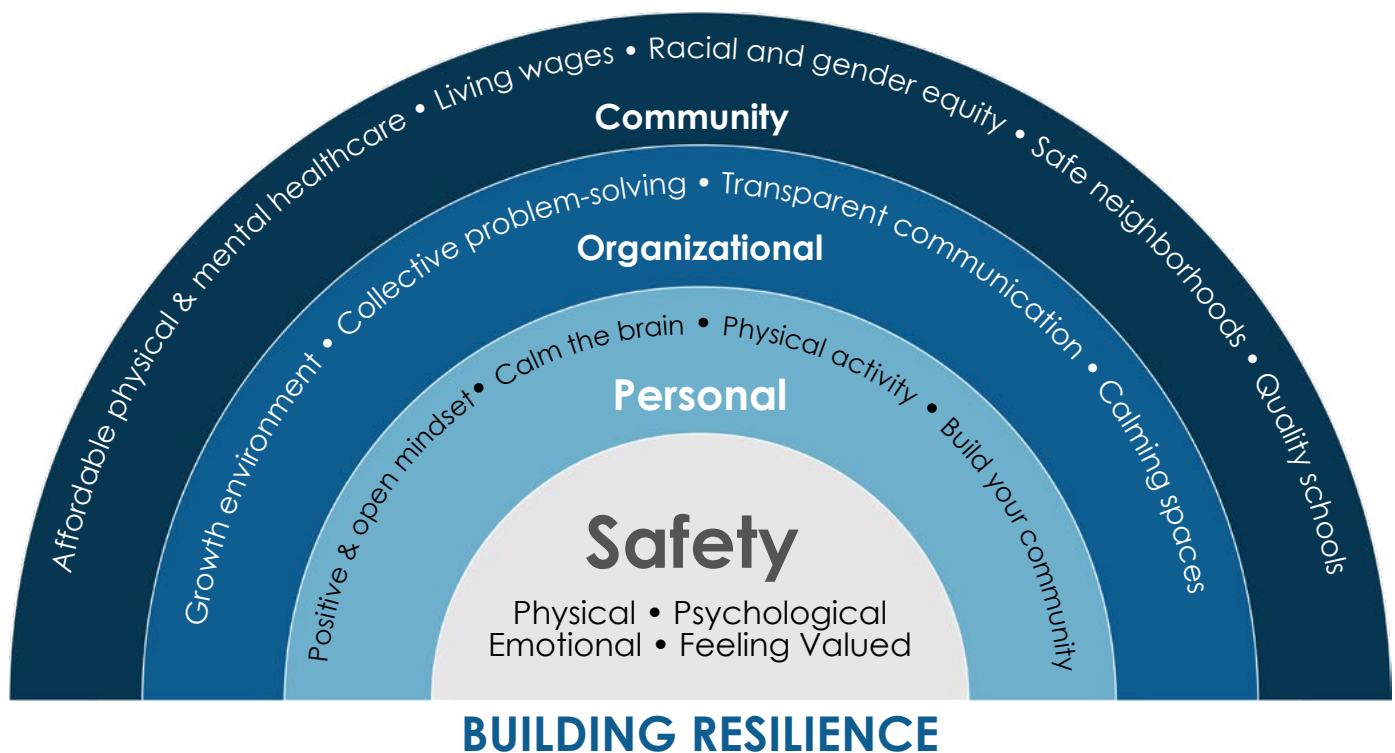 Affordable physical & mental healthcare • Living wages • Racial and gender equity • Safe neighborhoods • Quality schools
Community
Growth environment • Collective problem-solving • Transparent communication • Calming spaces
Organizational
Positive & open mindset • Calm the brain • Physical activity • Build your community
Personal
Safety
Physical • Psychological
Emotional • Feeling Valued
BUILDING RESILIENCE